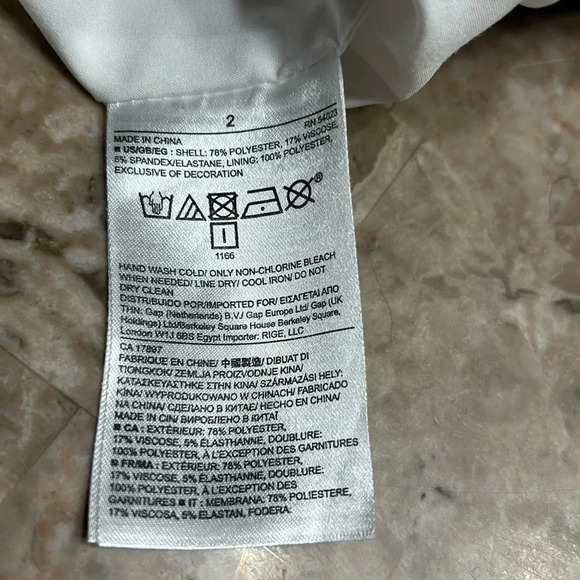 2
RN 54023
MADE IN CHINA
■ US/GB/EG : SHELL: 78% POLYESTER, 17% VISCOSE,
5% SPANDEX/ELASTANE, LINING: 100% POLYESTER,
EXCLUSIVE OF DECORATION
®
1166
HAND WASH COLD/ ONLY NON-CHLORINE BLEACH
WHEN NEEDED/ LINE DRY/ COOL IRON/ DO NOT
DRY CLEAN
DISTRIBUIDO POR/IMPORTED FOR/ ΕΙΣΑΓΕΤΑΙ ΑΠΟ
ΤΗΝ: Gap (Netherlands) B.V./ Gap Europe Ltd/ Gap (UK
Holdings) Ltd/Berkeley Square House Berkeley Square,
London W1J 6BS Egypt Importer: RIGE, LLC
CA 17897
FABRIQUÉ EN CHINE/ 中國製造/ DIBUAT DI
TIONGKOK/ ZEMLJA PROIZVODNJE KINA/
ΚΑΤΑΣΚΕΥΑΣΤΗΚΕ ΣΤΗΝ ΚΙΝΑ/ SZÁRMAZÁSI HELY:
KÍNA/ WYPRODUKOWANO W CHINACH/ FABRICADO
NA CHINA/ СДЕЛАНО В КИТАЕ/ HECHO EN CHINA/
MADE IN ÇIN/ ВИРОБЛЕНО В КИТАЇ
■ CA : EXTÉRIEUR: 78% POLYESTER,
17% VISCOSE, 5% ÉLASTHANNE, DOUBLURE:
100% POLYESTER, À L'EXCEPTION DES GARNITURES
■ FR/MA : EXTÉRIEUR: 78% POLYESTER,
17% VISCOSE, 5% ÉLASTHANNE, DOUBLURE:
100% POLYESTER, À L'EXCEPTION DES
GARNITURES ■ IT : MEMBRANA: 78% POLIESTERE,
17% VISCOSA, 5% ELASTAN, FODERA: